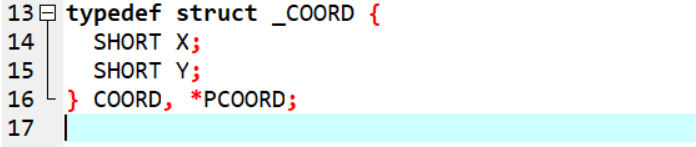 13 typedef struct _COORD {
14   SHORT X;
15   SHORT Y;
16 } COORD, *PCOORD;
17